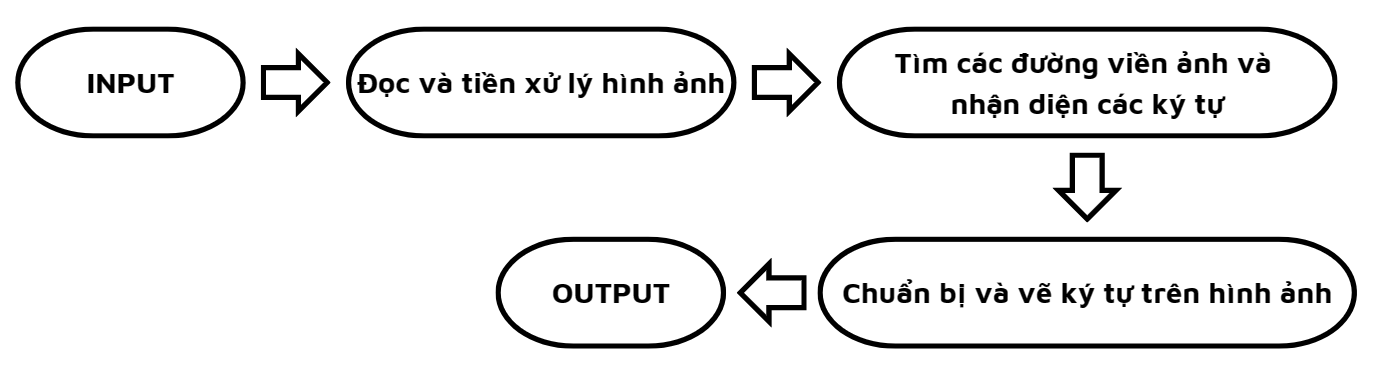 INPUT
Đọc và tiền xử lý hình ảnh
Tìm các đường viền ảnh và
nhận diện các ký tự
Chuẩn bị và vẽ ký tự trên hình ảnh
OUTPUT